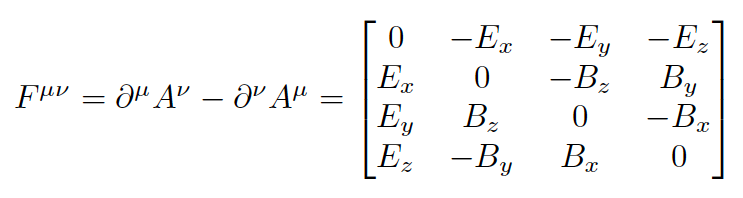 F^{μν} = ∂^μ A^ν − ∂^ν A^μ = [ 0 −E_x −E_y −E_z
E_x 0 −B_z B_y
E_y B_z 0 −B_x
E_z −B_y B_x 0 ]